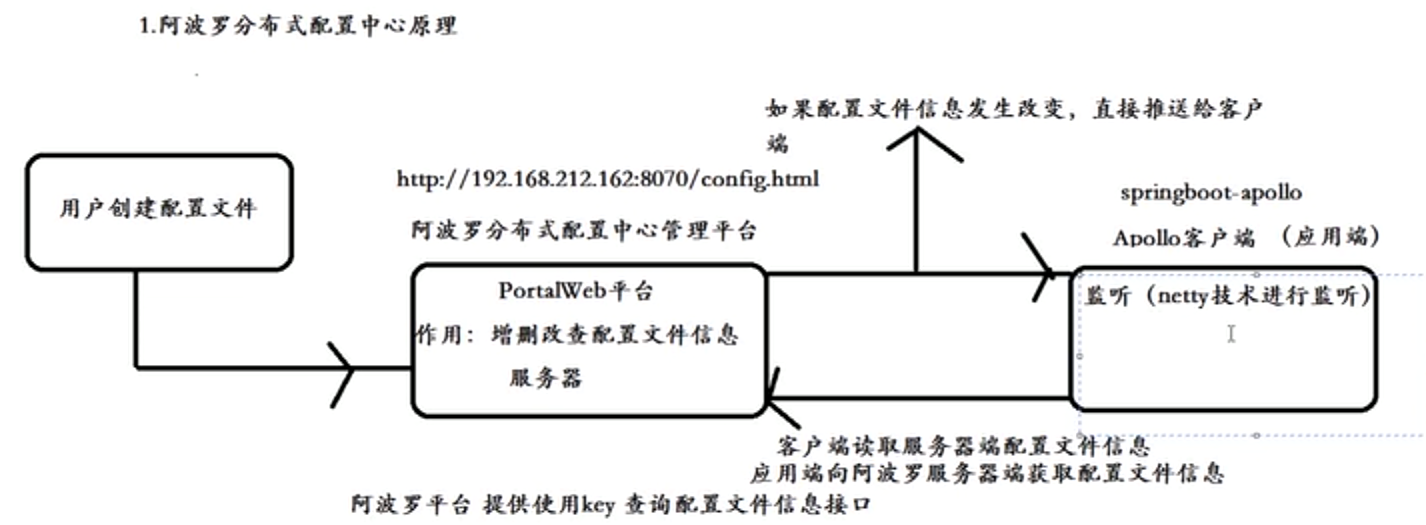 1.阿波罗分布式配置中心原理
如果配置文件信息发生改变，直接推送给客户
端
http://192.168.212.162:8070/config.html
springboot-apollo
用户创建配置文件
阿波罗分布式配置中心管理平台
Apollo客户端 （应用端）
PortalWeb平台
监听（netty技术进行监听）
作用：增删改查配置文件信息
服务器
客户端读取服务器端配置文件信息
应用端向阿波罗服务器端获取配置文件信息
阿波罗平台 提供使用key 查询配置文件信息接口